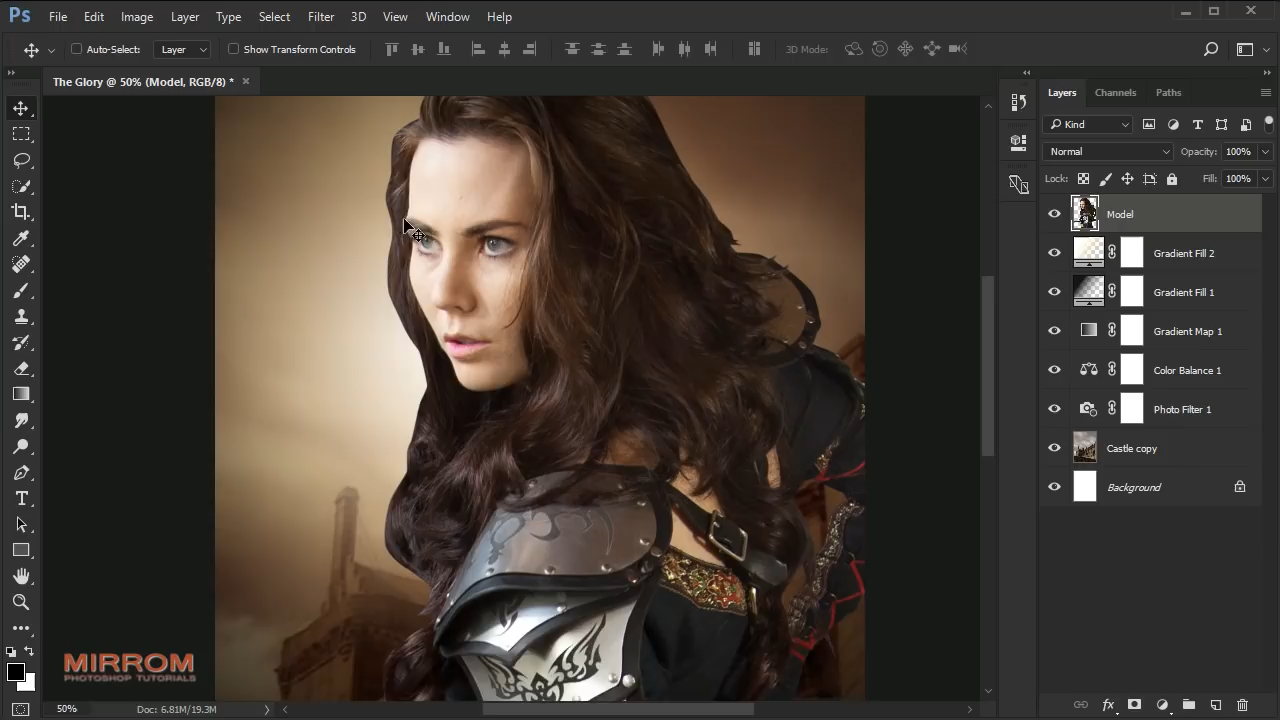 Ps File Edit Image Layer Type Select Filter 3D View Window Help
Auto-Select: Layer Show Transform Controls 3D Mode:
The Glory @ 50% (Model, RGB/8) * ×
Layers Channels Paths
Kind
Normal Opacity: 100%
Lock: Fill: 100%
Model
Gradient Fill 2
Gradient Fill 1
Gradient Map 1
Color Balance 1
Photo Filter 1
Castle copy
Background
MIRROM
PHOTOSHOP TUTORIALS
50% Doc: 6.81M/19.3M
fx